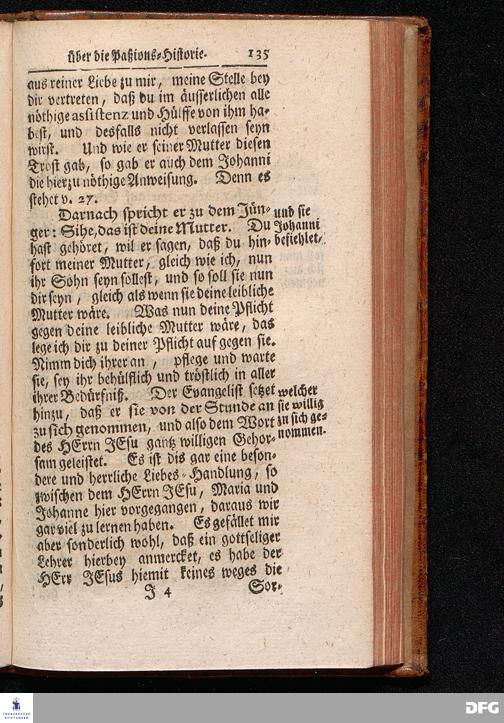 über die Paßions-Historie. 135
aus reiner Liebe zu mir, meine Stelle bey
dir vertreten, daß du im äusserlichen alle
nöthige assistenz und Hülffe von ihm ha-
best, und desfalls nicht verlassen seyn
wirst. Und wie er seiner Mutter diesen
Trost gab, so gab er auch dem Johanni
die hierzu nöthige Anweisung. Denn es
stehet v. 27.
Darnach spricht er zu dem Jün-
ger: Sihe, das ist deine Mutter. Du
hast gehöret, wil er sagen, daß du hin-
fort meiner Mutter, gleich wie ich, nun
ihr Sohn seyn sollest, und so soll sie nun
dir seyn, gleich als wenn sie deine leibliche
Mutter wäre. Was nun deine Pflicht
gegen deine leibliche Mutter wäre, das
lege ich dir zu deiner Pflicht auf gegen sie.
Nimm dich ihrer an, pflege und warte
sie, sey ihr behülflich und tröstlich in aller
ihrer Bedürfniß. Der Evangelist setzet
hinzu, daß er sie von der Stunde an
zu sich genommen, und also dem Wort
des HErrn JEsu gantz willigen Gehor-
sam geleistet. Es ist dis gar eine beson-
dere und herrliche Liebes-Handlung, so
zwischen dem HErrn JEsu, Maria und
Johanne hier vorgegangen, daraus wir
gar viel zu lernen haben. Es gefället mir
aber sonderlich wohl, daß ein gottseliger
Lehrer hierbey anmercket, es habe der
HErr JEsus hiemit keines weges die
J 4 Sor-
und sie
Johanni
befiehlet,
welcher
sie willig
zu sich ge-
nommen.
FRANCKESCHE
STIFTUNGEN
DFG